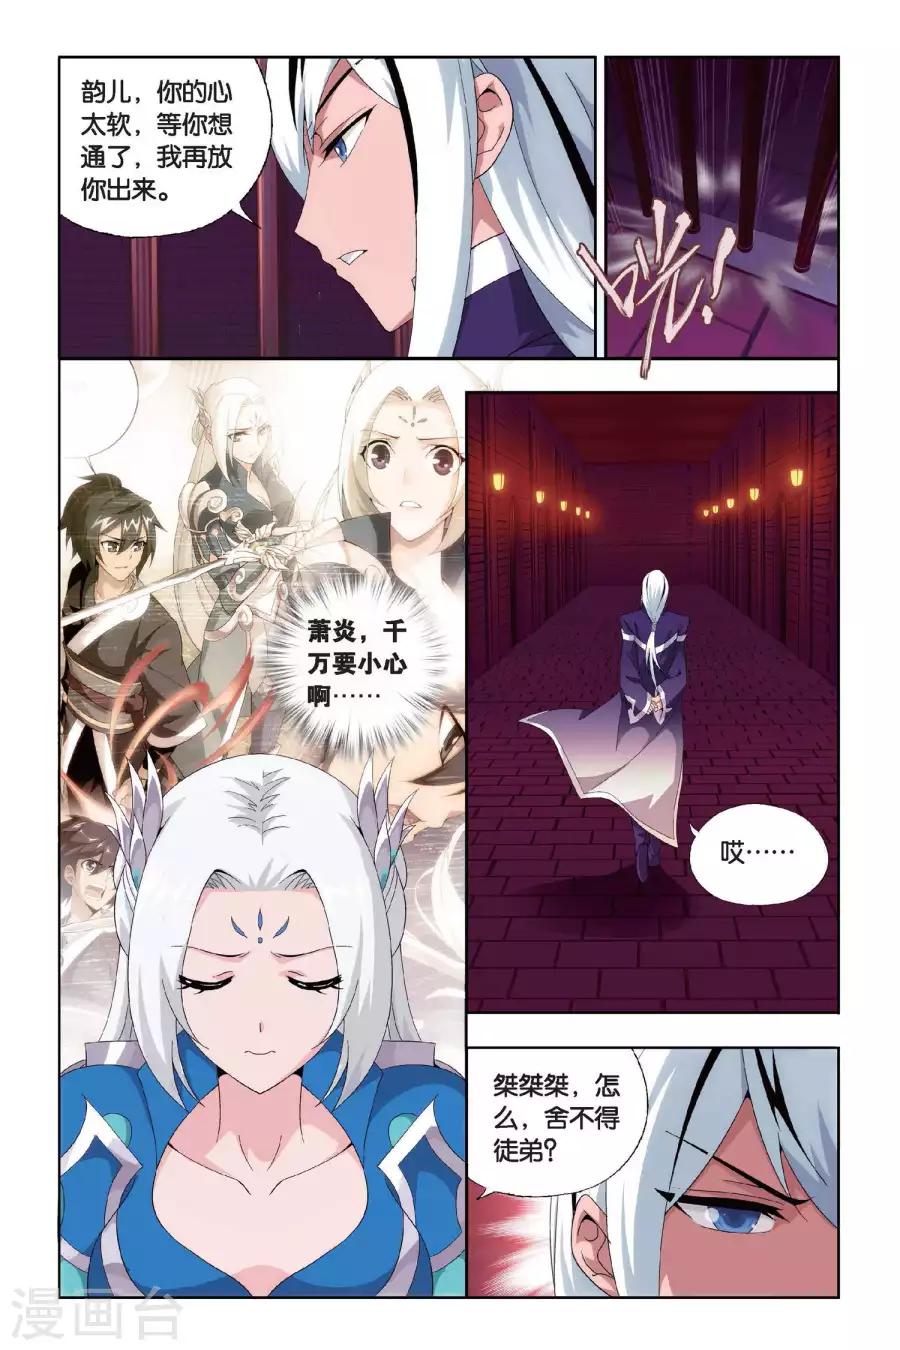 韵儿，你的心
太软，等你想
通了，我再放
你出来。
咣！
萧炎，千
万要小心
啊……
哎……
桀桀桀，怎
么，舍不得
徒弟？
漫画台